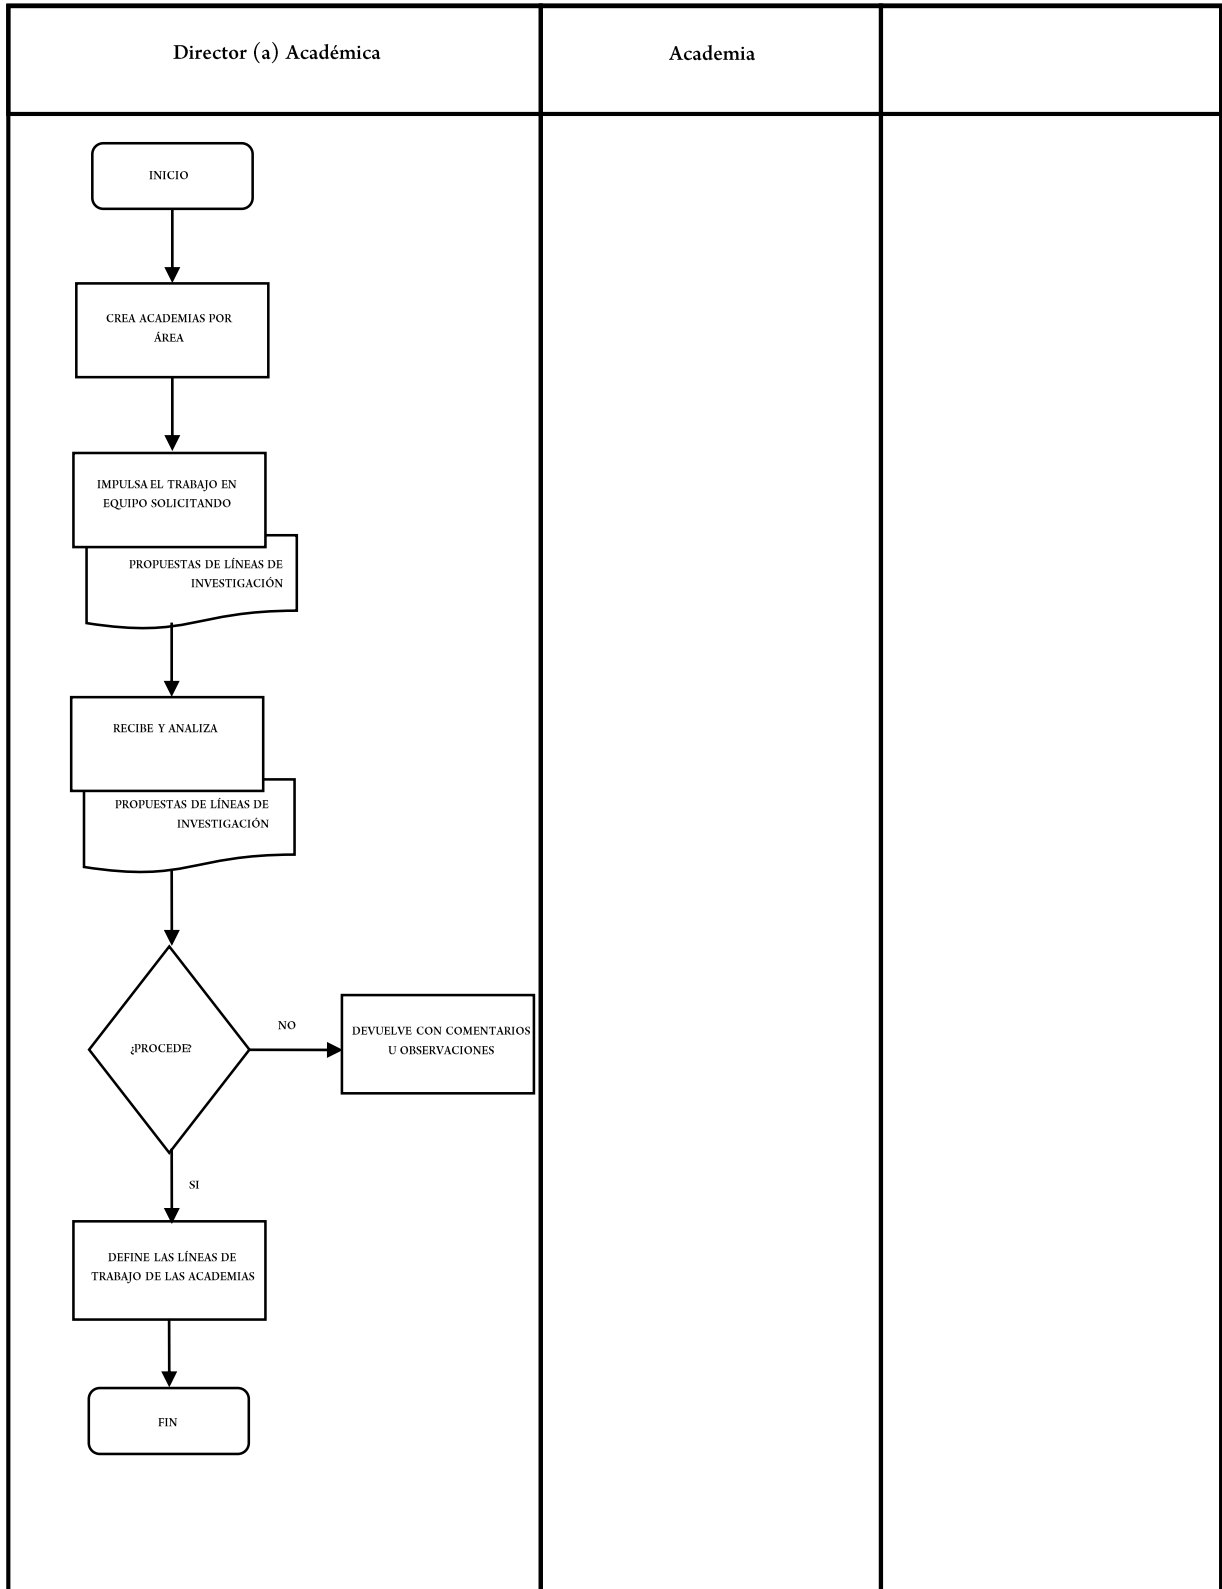 Director (a) Académica
Academia
INICIO
CREA ACADEMIAS POR
ÁREA
IMPULSA EL TRABAJO EN
EQUIPO SOLICITANDO
PROPUESTAS DE LÍNEAS DE
INVESTIGACIÓN
RECIBE Y ANALIZA
PROPUESTAS DE LÍNEAS DE
INVESTIGACIÓN
¿PROCEDE?
NO
DEVUELVE CON COMENTARIOS
U OBSERVACIONES
SI
DEFINE LAS LÍNEAS DE
TRABAJO DE LAS ACADEMIAS
FIN